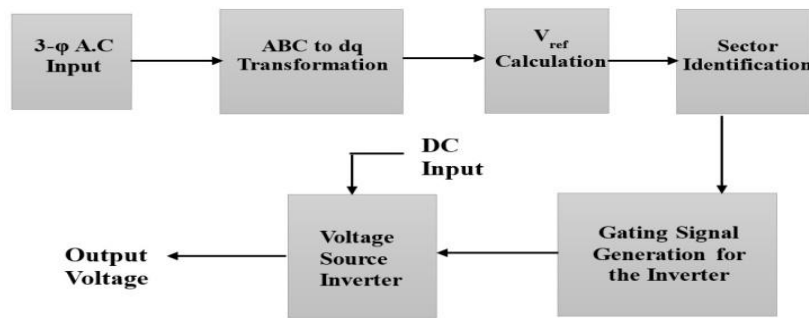 3-φ A.C
Input
ABC to dq
Transformation
Vref
Calculation
Sector
Identification
DC
Input
Gating Signal
Generation for
the Inverter
Voltage
Source
Inverter
Output
Voltage